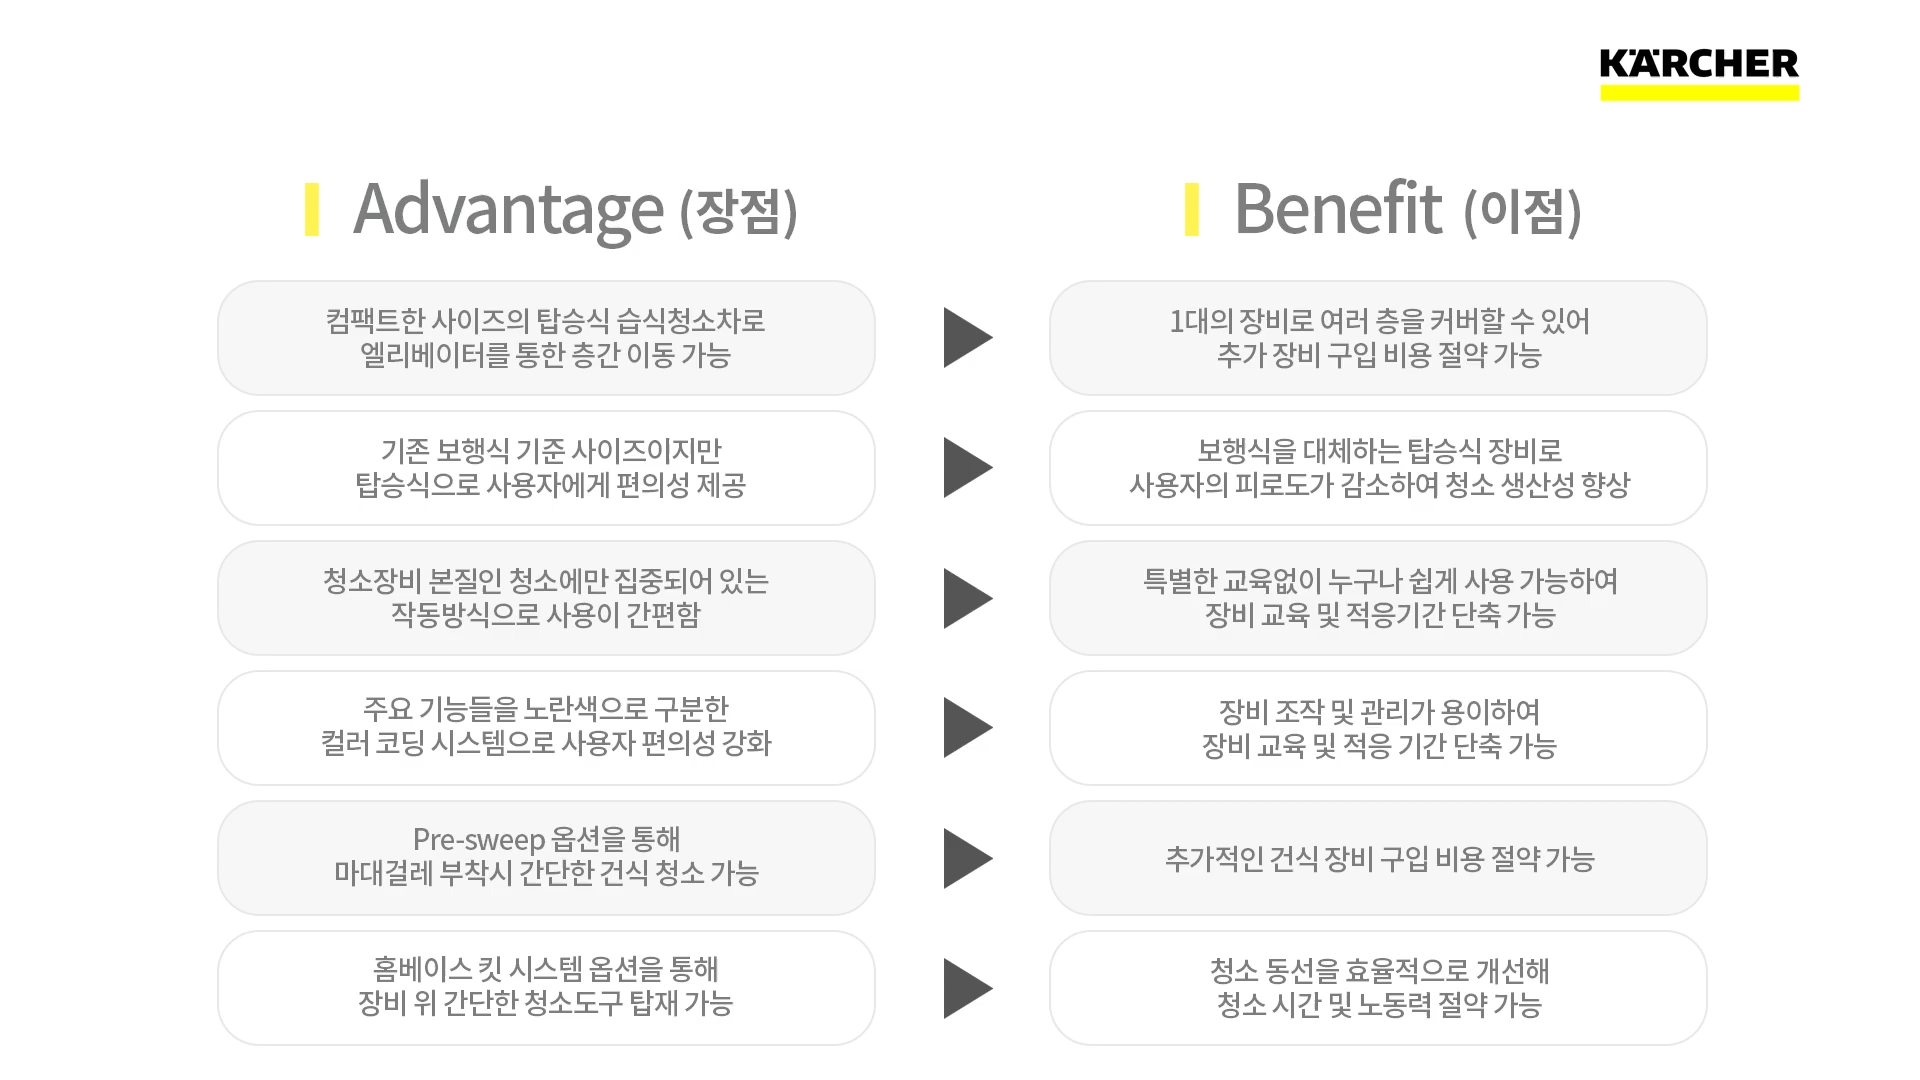 KÄRCHER
Advantage (장점)
Benefit (이점)
컴팩트한 사이즈의 탑승식 습식청소차로
엘리베이터를 통한 층간 이동 가능
1대의 장비로 여러 층을 커버할 수 있어
추가 장비 구입 비용 절약 가능
기존 보행식 기준 사이즈이지만
탑승식으로 사용자에게 편의성 제공
보행식을 대체하는 탑승식 장비로
사용자의 피로도가 감소하여 청소 생산성 향상
청소장비 본질인 청소에만 집중되어 있는
작동방식으로 사용이 간편함
특별한 교육없이 누구나 쉽게 사용 가능하여
장비 교육 및 적응기간 단축 가능
주요 기능들을 노란색으로 구분한
컬러 코딩 시스템으로 사용자 편의성 강화
장비 조작 및 관리가 용이하여
장비 교육 및 적응 기간 단축 가능
Pre-sweep 옵션을 통해
마대걸레 부착시 간단한 건식 청소 가능
추가적인 건식 장비 구입 비용 절약 가능
홈베이스 킷 시스템 옵션을 통해
장비 위 간단한 청소도구 탑재 가능
청소 동선을 효율적으로 개선해
청소 시간 및 노동력 절약 가능